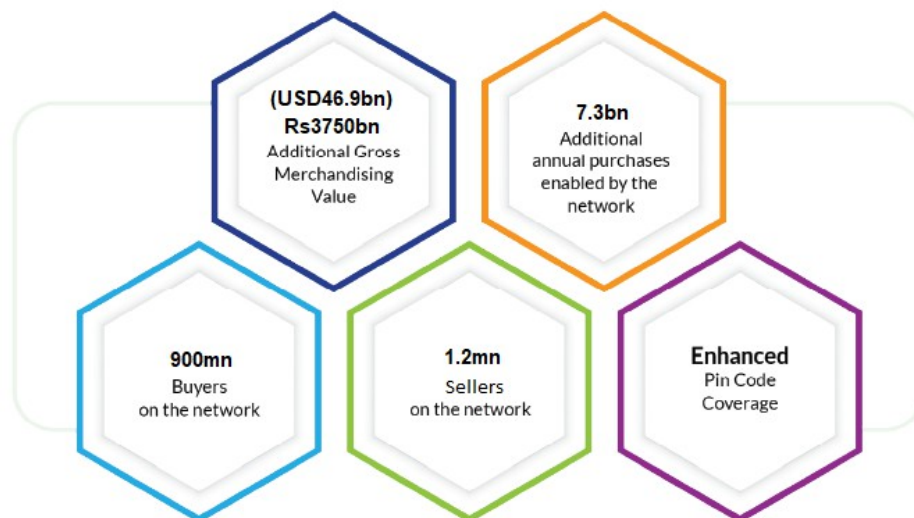 (USD46.9bn)
Rs3750bn
Additional Gross
Merchandising
Value
7.3bn
Additional
annual purchases
enabled by the
network
900mn
Buyers
on the network
1.2mn
Sellers
on the network
Enhanced
Pin Code
Coverage